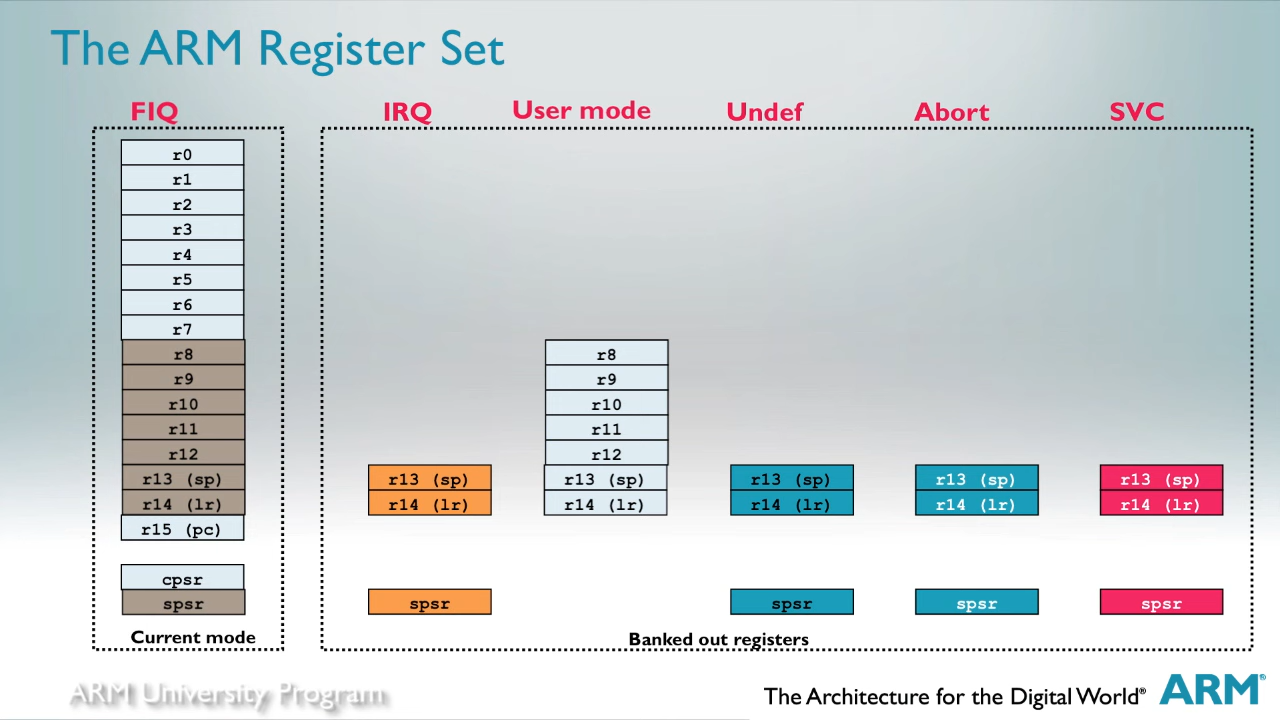 The ARM Register Set
FIQ
IRQ
User mode
Undef
Abort
SVC
r0
r1
r2
r3
r4
r5
r6
r7
r8
r9
r10
r11
r12
r13 (sp)
r14 (lr)
r15 (pc)
cpsr
spsr
Current mode
r13 (sp)
r14 (lr)
spsr
r8
r9
r10
r11
r12
r13 (sp)
r14 (lr)
r13 (sp)
r14 (lr)
spsr
r13 (sp)
r14 (lr)
spsr
r13 (sp)
r14 (lr)
spsr
Banked out registers
ARM University Program
The Architecture for the Digital World® ARM®